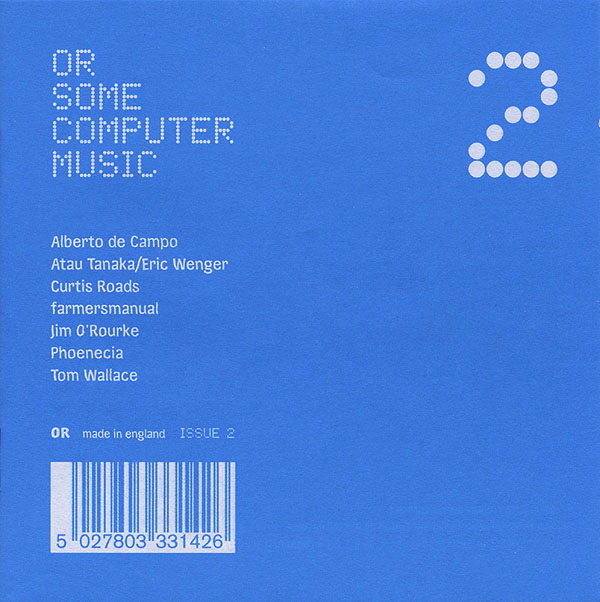 OR
SOME
COMPUTER
MUSIC
2
Alberto de Campo
Atau Tanaka/Eric Wenger
Curtis Roads
farmersmanual
Jim O'Rourke
Phoenecia
Tom Wallace
OR made in england ISSUE 2
5 027803 331426